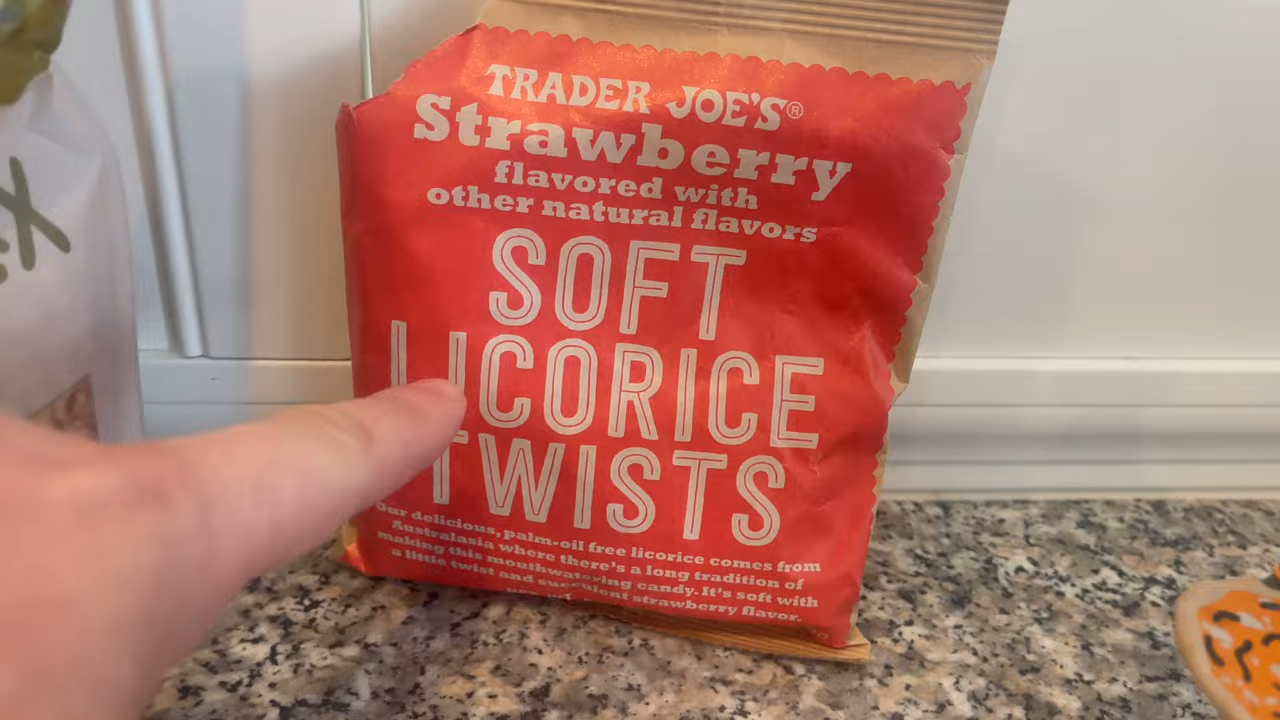 TRADER JOE'S®
Strawberry
flavored with
other natural flavors
SOFT
LICORICE
TWISTS
Our delicious, palm-oil free licorice comes from
Australasia where there's a long tradition of
making this mouthwatering candy. It's soft with
a little twist and succulent strawberry flavor.